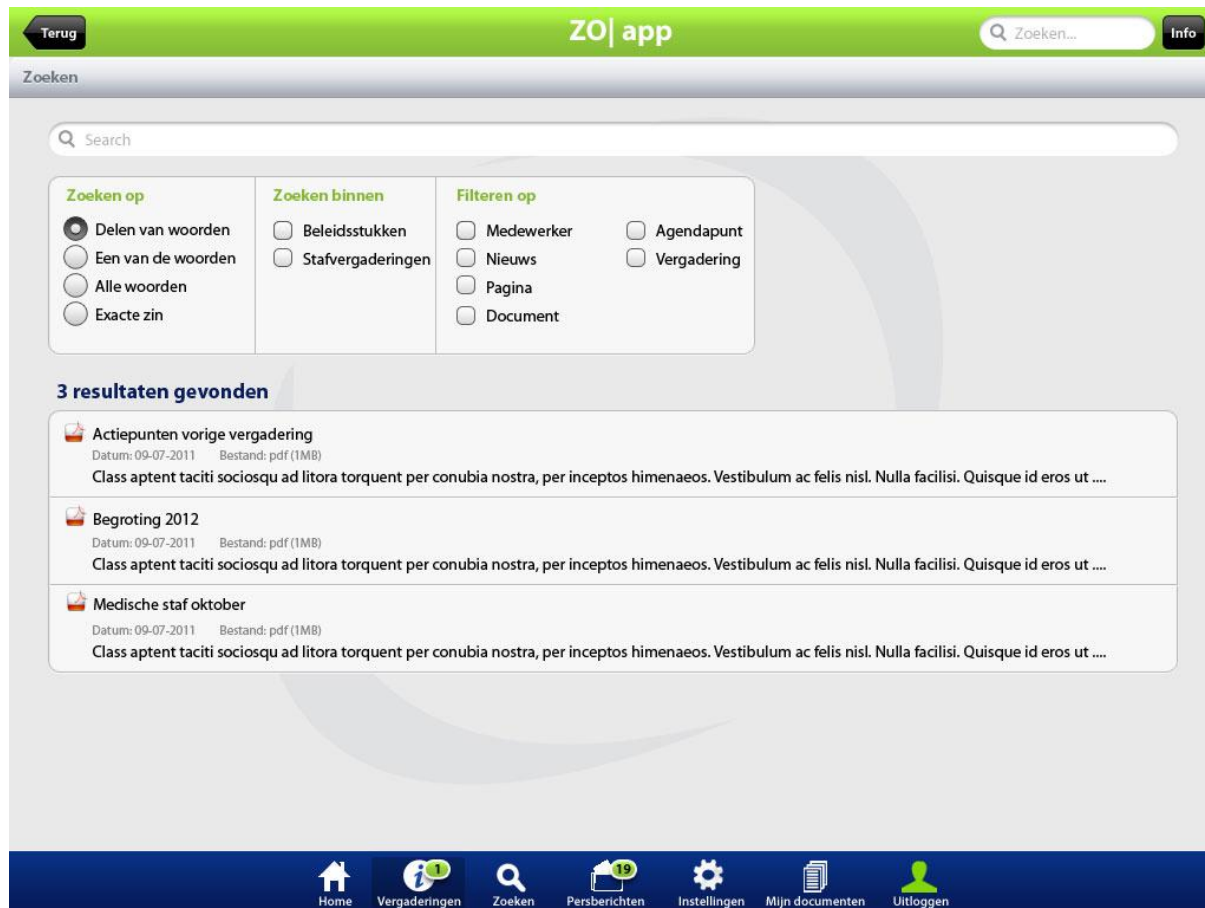 Terug
ZO| app
Zoeken...
Info
Zoeken
Search
Zoeken op
Delen van woorden
Een van de woorden
Alle woorden
Exacte zin
Zoeken binnen
Beleidsstukken
Stafvergaderingen
Filteren op
Medewerker
Nieuws
Pagina
Document
Agendapunt
Vergadering
3 resultaten gevonden
Actiepunten vorige vergadering
Datum: 09-07-2011 Bestand: pdf (1MB)
Class aptent taciti sociosqu ad litora torquent per conubia nostra, per inceptos himenaeos. Vestibulum ac felis nisl. Nulla facilisi. Quisque id eros ut ....
Begroting 2012
Datum: 09-07-2011 Bestand: pdf (1MB)
Class aptent taciti sociosqu ad litora torquent per conubia nostra, per inceptos himenaeos. Vestibulum ac felis nisl. Nulla facilisi. Quisque id eros ut ....
Medische staf oktober
Datum: 09-07-2011 Bestand: pdf (1MB)
Class aptent taciti sociosqu ad litora torquent per conubia nostra, per inceptos himenaeos. Vestibulum ac felis nisl. Nulla facilisi. Quisque id eros ut ....
Home
1
Vergaderingen
Zoeken
19
Persberichten
Instellingen
Mijn documenten
Uitloggen